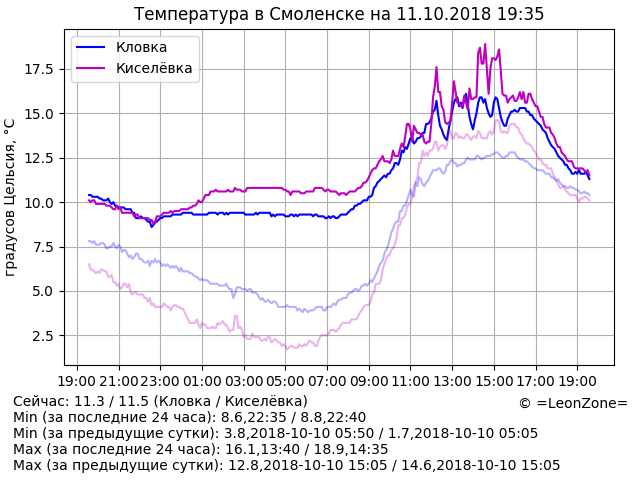 Температура в Смоленске на 11.10.2018 19:35
Кловка
Киселёвка
градусов Цельсия, °C
17.5
15.0
12.5
10.0
7.5
5.0
2.5
19:00 21:00 23:00 01:00 03:00 05:00 07:00 09:00 11:00 13:00 15:00 17:00 19:00
Сейчас: 11.3 / 11.5 (Кловка / Киселёвка)
© =LeonZone=
Min (за последние 24 часа): 8.6,22:35 / 8.8,22:40
Min (за предыдущие сутки): 3.8,2018-10-10 05:50 / 1.7,2018-10-10 05:05
Max (за последние 24 часа): 16.1,13:40 / 18.9,14:35
Max (за предыдущие сутки): 12.8,2018-10-10 15:05 / 14.6,2018-10-10 15:05